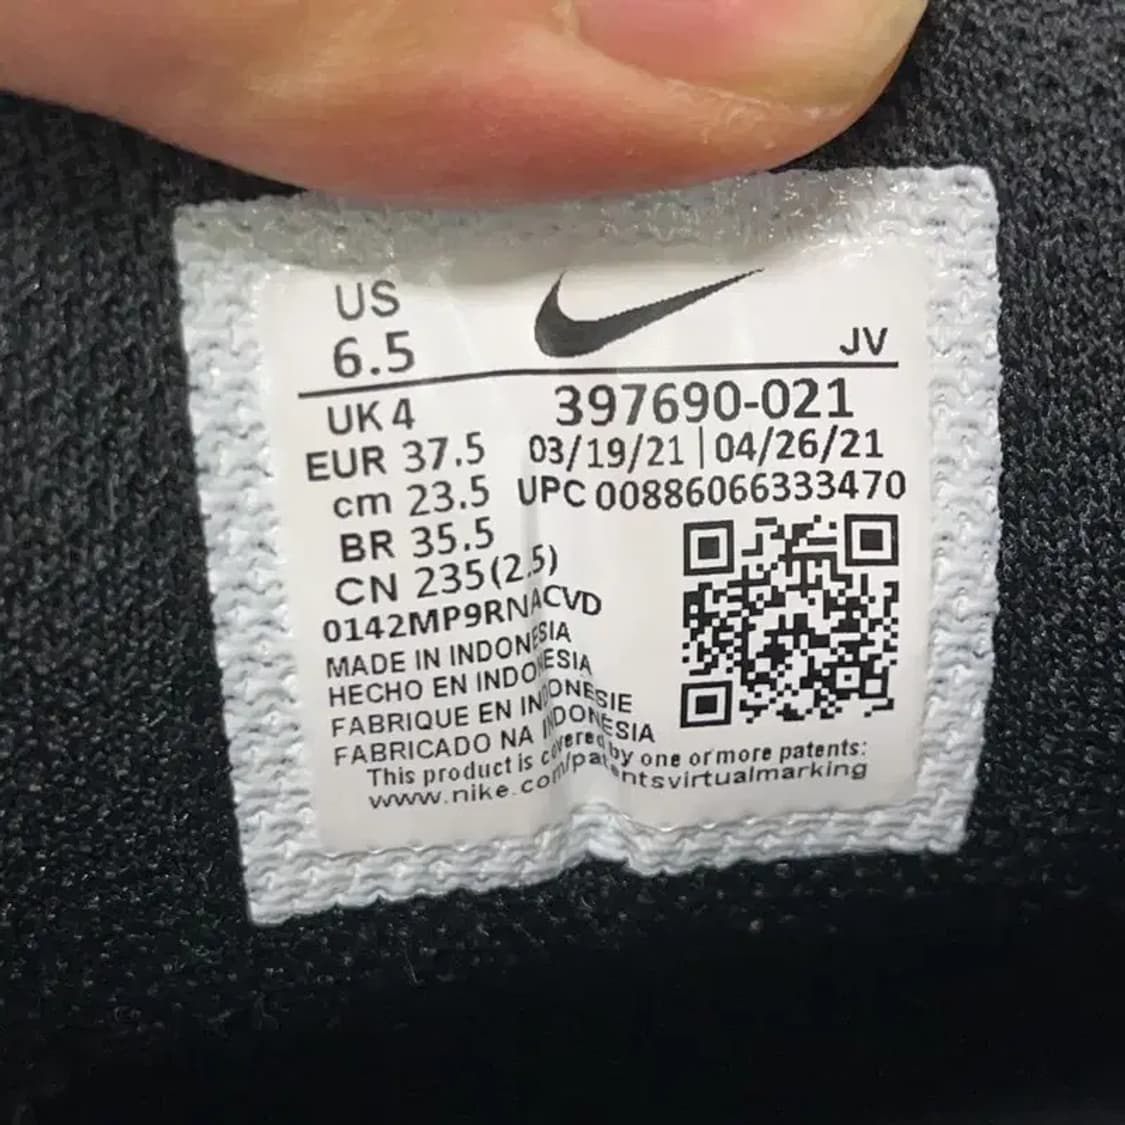 US
6.5
JV
UK 4
397690-021
EUR 37.5
03/19/21 | 04/26/21
cm 23.5
UPC 00886066333470
BR 35.5
CN 235(2.5)
0142MP9RNACVD
MADE IN INDONESIA
HECHO EN INDONESIA
FABRIQUE EN INDONESIE
FABRICADO NA INDONESIA
This product is covered by one or more patents:
www.nike.com/patentsvirtualmarking